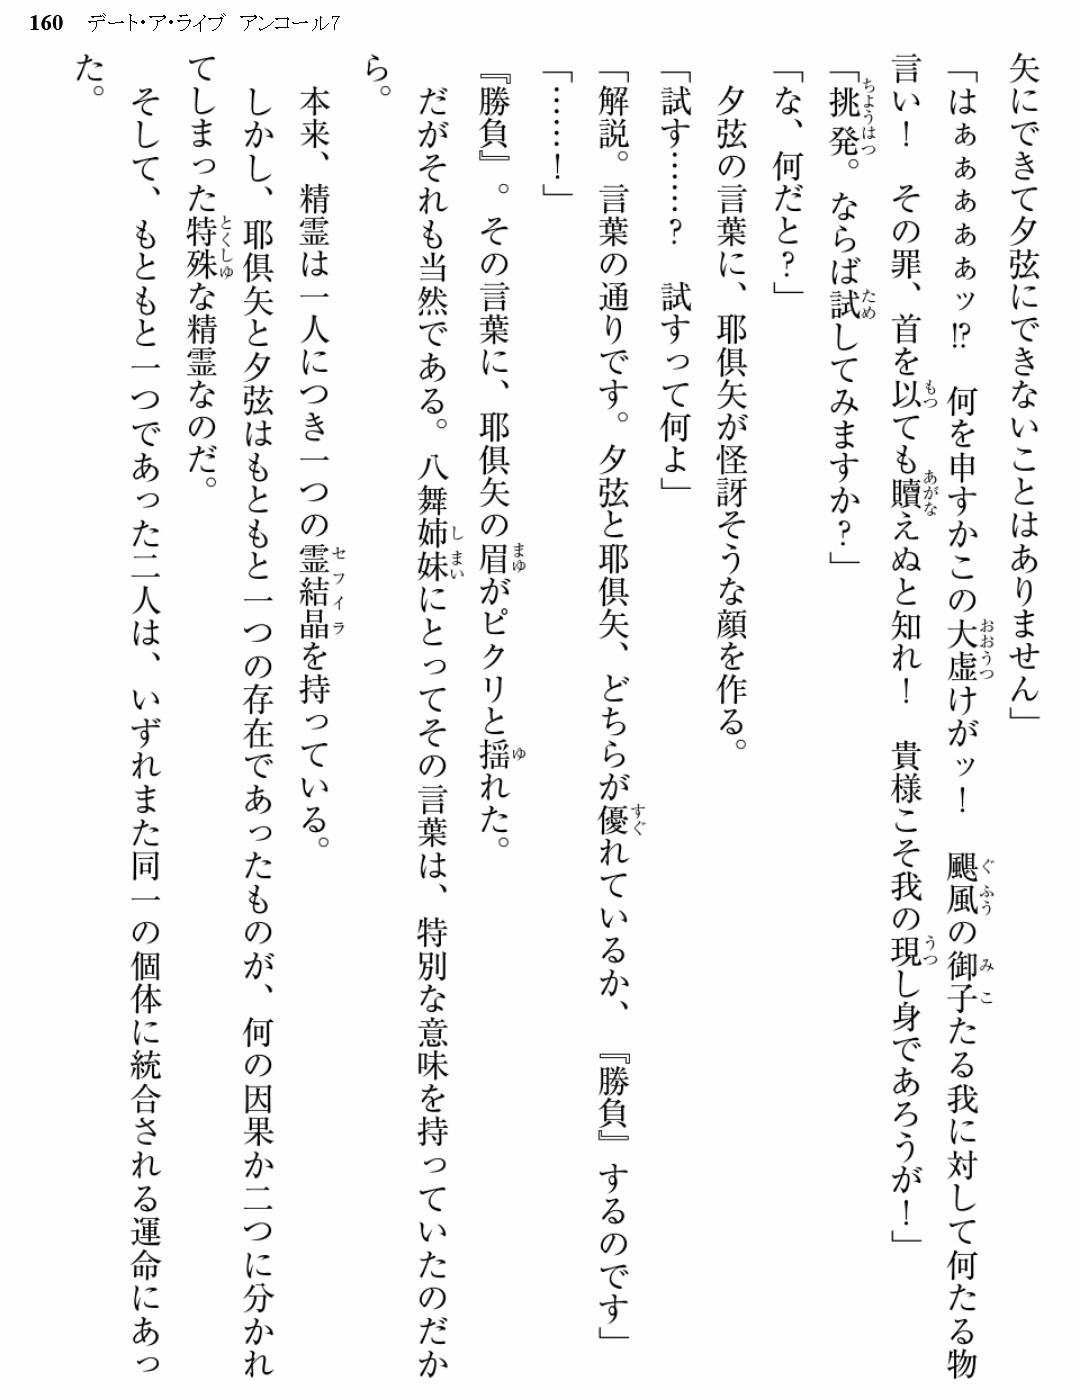 160 デート・ア・ライブ アンコール7
矢にできて夕弦にできないことはありません」
「はぁぁぁぁぁッ!? 何を申すかこの大虚けがッ！ 颶風の御子たる我に対して何たる物
言い！ その罪、首を以ても贖えぬと知れ！ 貴様こそ我の現し身であろうが！」
「挑発。ならば試してみますか？」
「な、何だと？」
夕弦の言葉に、耶倶矢が怪訝そうな顔を作る。
「試す……？ 試すって何よ」
「解説。言葉の通りです。夕弦と耶倶矢、どちらが優れているか、『勝負』するのです」
「……！」
『勝負』。その言葉に、耶倶矢の眉がピクリと揺れた。
だがそれも当然である。八舞姉妹にとってその言葉は、特別な意味を持っていたのだか
ら。
本来、精霊は一人につき一つの霊結晶を持っている。
しかし、耶倶矢と夕弦はもともと一つの存在であったものが、何の因果か二つに分かれ
てしまった特殊な精霊なのだ。
そして、もともと一つであった二人は、いずれまた同一の個体に統合される運命にあっ
た。